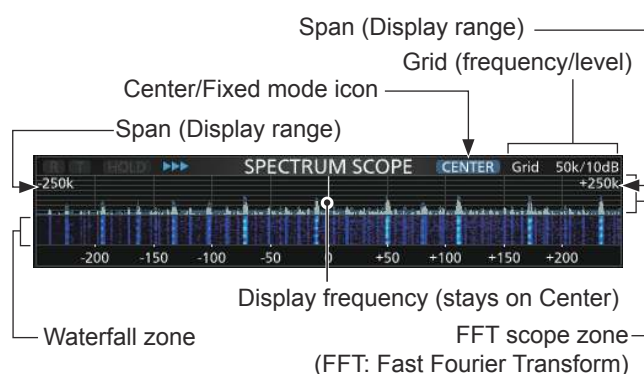 Span (Display range)
Grid (frequency/level)
Center/Fixed mode icon
Span (Display range)
R T HOLD SPECTRUM SCOPE CENTER Grid 50k/10dB
-250k +250k
-200 -150 -100 -50 0 +50 +100 +150 +200
Display frequency (stays on Center)
Waterfall zone FFT scope zone
(FFT: Fast Fourier Transform)